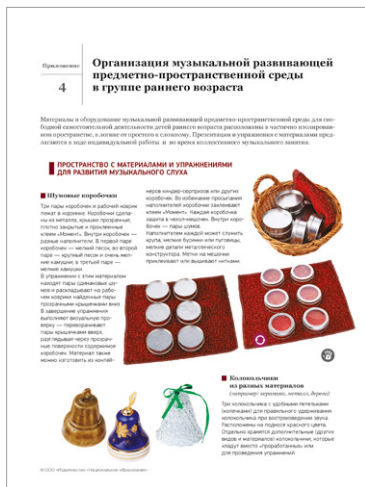 Приложение
4
Организация музыкальной развивающей
предметно-пространственной среды
в группе раннего возраста
Материалы и оборудование музыкальной развивающей предметно-пространственной среды для сво-
бодной самостоятельной деятельности детей раннего возраста расположены в частично изолирован-
ном пространстве, в логике от простого к сложному. Презентация и упражнения с материалами пред-
лагаются в ходе индивидуальной работы и во время коллективного музыкального занятия.
ПРОСТРАНСТВО С МАТЕРИАЛАМИ И УПРАЖНЕНИЯМИ
ДЛЯ РАЗВИТИЯ МУЗЫКАЛЬНОГО СЛУХА
Шумовые коробочки
Три пары коробочек и рабочий коврик
лежат в корзинке. Коробочки сдела-
ны из металла, крышки прозрачные,
плотно закрытые и проклеенные
клеем «Момент». Внутри коробочек —
разные наполнители. В первой паре
коробочек — мелкий песок, во второй
паре — крупный песок и очень мел-
кие камушки, в третьей паре —
мелкие камушки.
В упражнении с этим материалом
находят пары одинаковых шу-
мов и раскладывают на рабо-
чем коврике найденные пары
прозрачными крышечками вниз.
В завершение упражнения
выполняют визуальную про-
верку — переворачивают
пары крышечками вверх,
разглядывая через прозрач-
ные поверхности содержимое
коробочек. Материал также
можно изготовить из контей-
неров киндер-сюрпризов или других
коробочек. Во избежание просыпания
наполнителей коробочки заклеивают
клеем «Момент». Каждая коробочка
зашита в чехольчик. Внутри коро-
бочек — пары шумов.
Наполнителем каждой может служить
крупа, мелкие бусинки или пуговицы,
мелкие детали металлического
конструктора. Метки на мешочки
приклеивают или вышивают нитками.
Колокольчики
из разных материалов
(например: керамика, металл, дерево)
Три колокольчика с удобными петельками
(колечками) для правильного удерживания
колокольчика при воспроизведении звука.
Расположены на подносе красного цвета.
Отдельно хранятся дополнительные (других
видов и материалов) колокольчики, которые
кладут вместо «проработанных» или
для проведения упражнений.
© ООО «Издательство «Национальное образование»